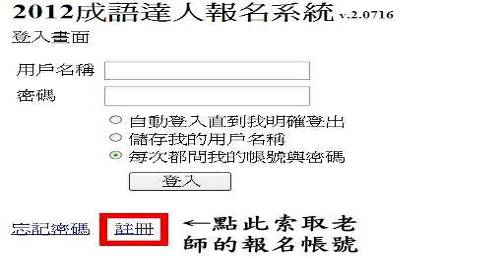 2012成語達人報名系統 v.2.0716
登入畫面
用戶名稱
密碼
自動登入直到我明確登出
儲存我的用戶名稱
每次都問我的帳號與密碼
登入
忘記密碼 註冊 ←點此索取老
師的報名帳號